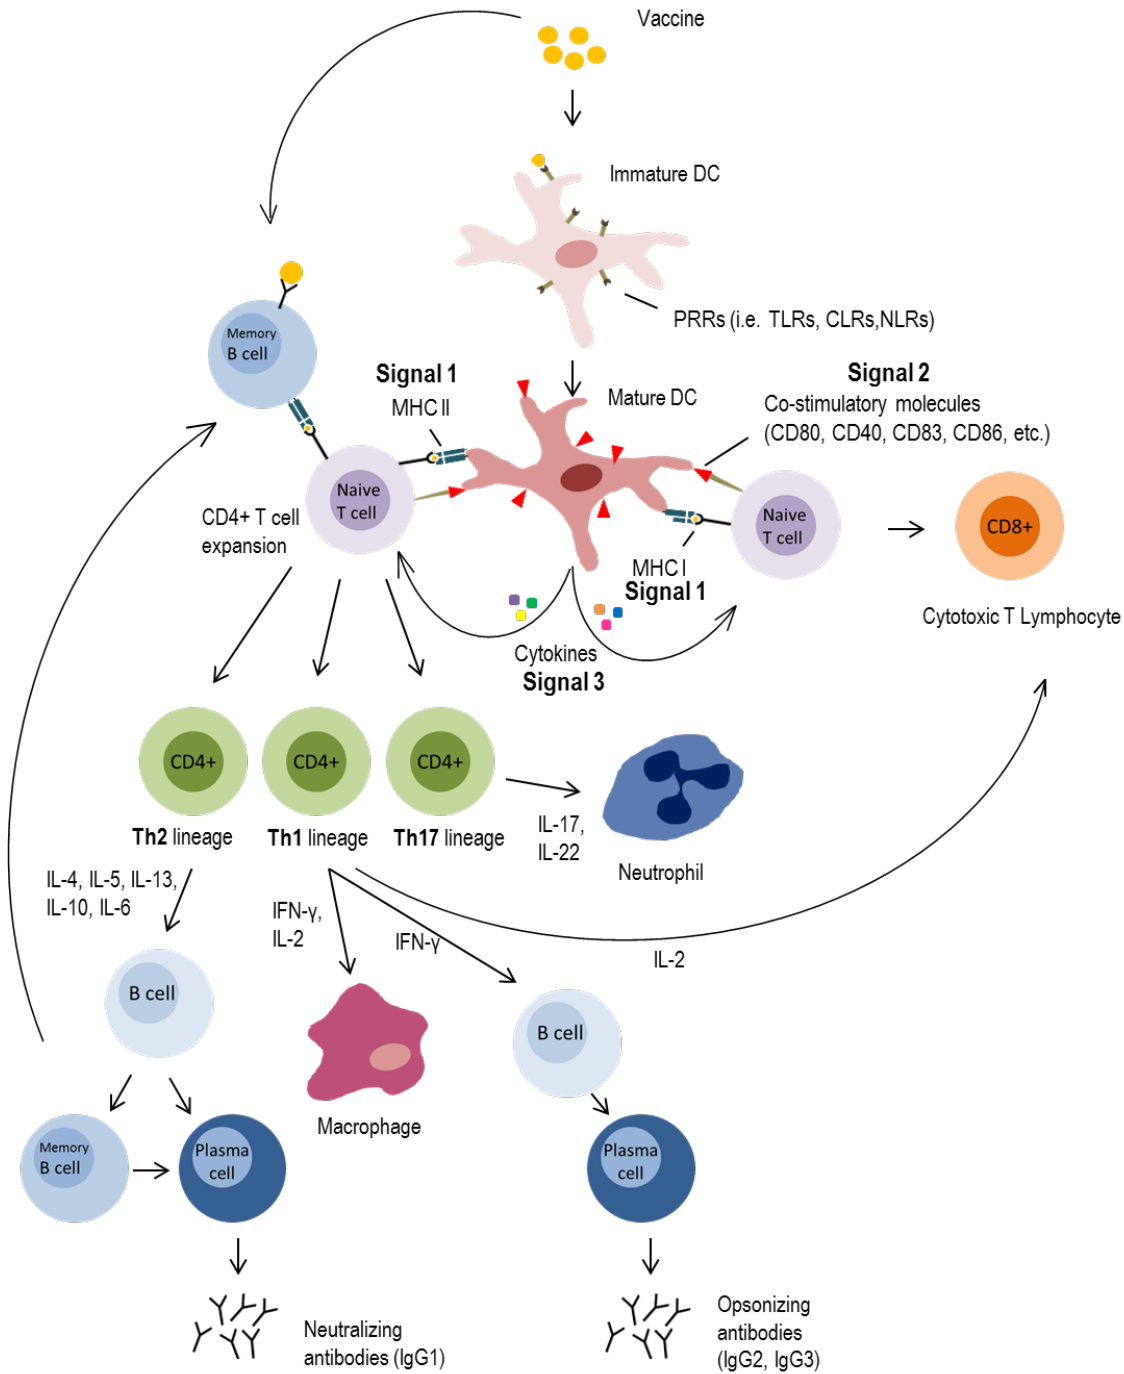 Vaccine
Immature DC
PRRs (i.e. TLRs, CLRs,NLRs)
Memory
B cell
Signal 1
MHC II
Mature DC
Signal 2
Co-stimulatory molecules
(CD80, CD40, CD83, CD86, etc.)
Naive
T cell
CD4+ T cell
expansion
Naive
T cell
CD8+
MHC I
Signal 1
Cytotoxic T Lymphocyte
Cytokines
Signal 3
CD4+
CD4+
CD4+
Th2 lineage
Th1 lineage
Th17 lineage
IL-17,
IL-22
Neutrophil
IL-4, IL-5, IL-13,
IL-10, IL-6
IFN-γ,
IL-2
IFN-γ
IL-2
B cell
B cell
Macrophage
Memory
B cell
Plasma
cell
Plasma
cell
Neutralizing
antibodies (IgG1)
Opsonizing
antibodies
(IgG2, IgG3)